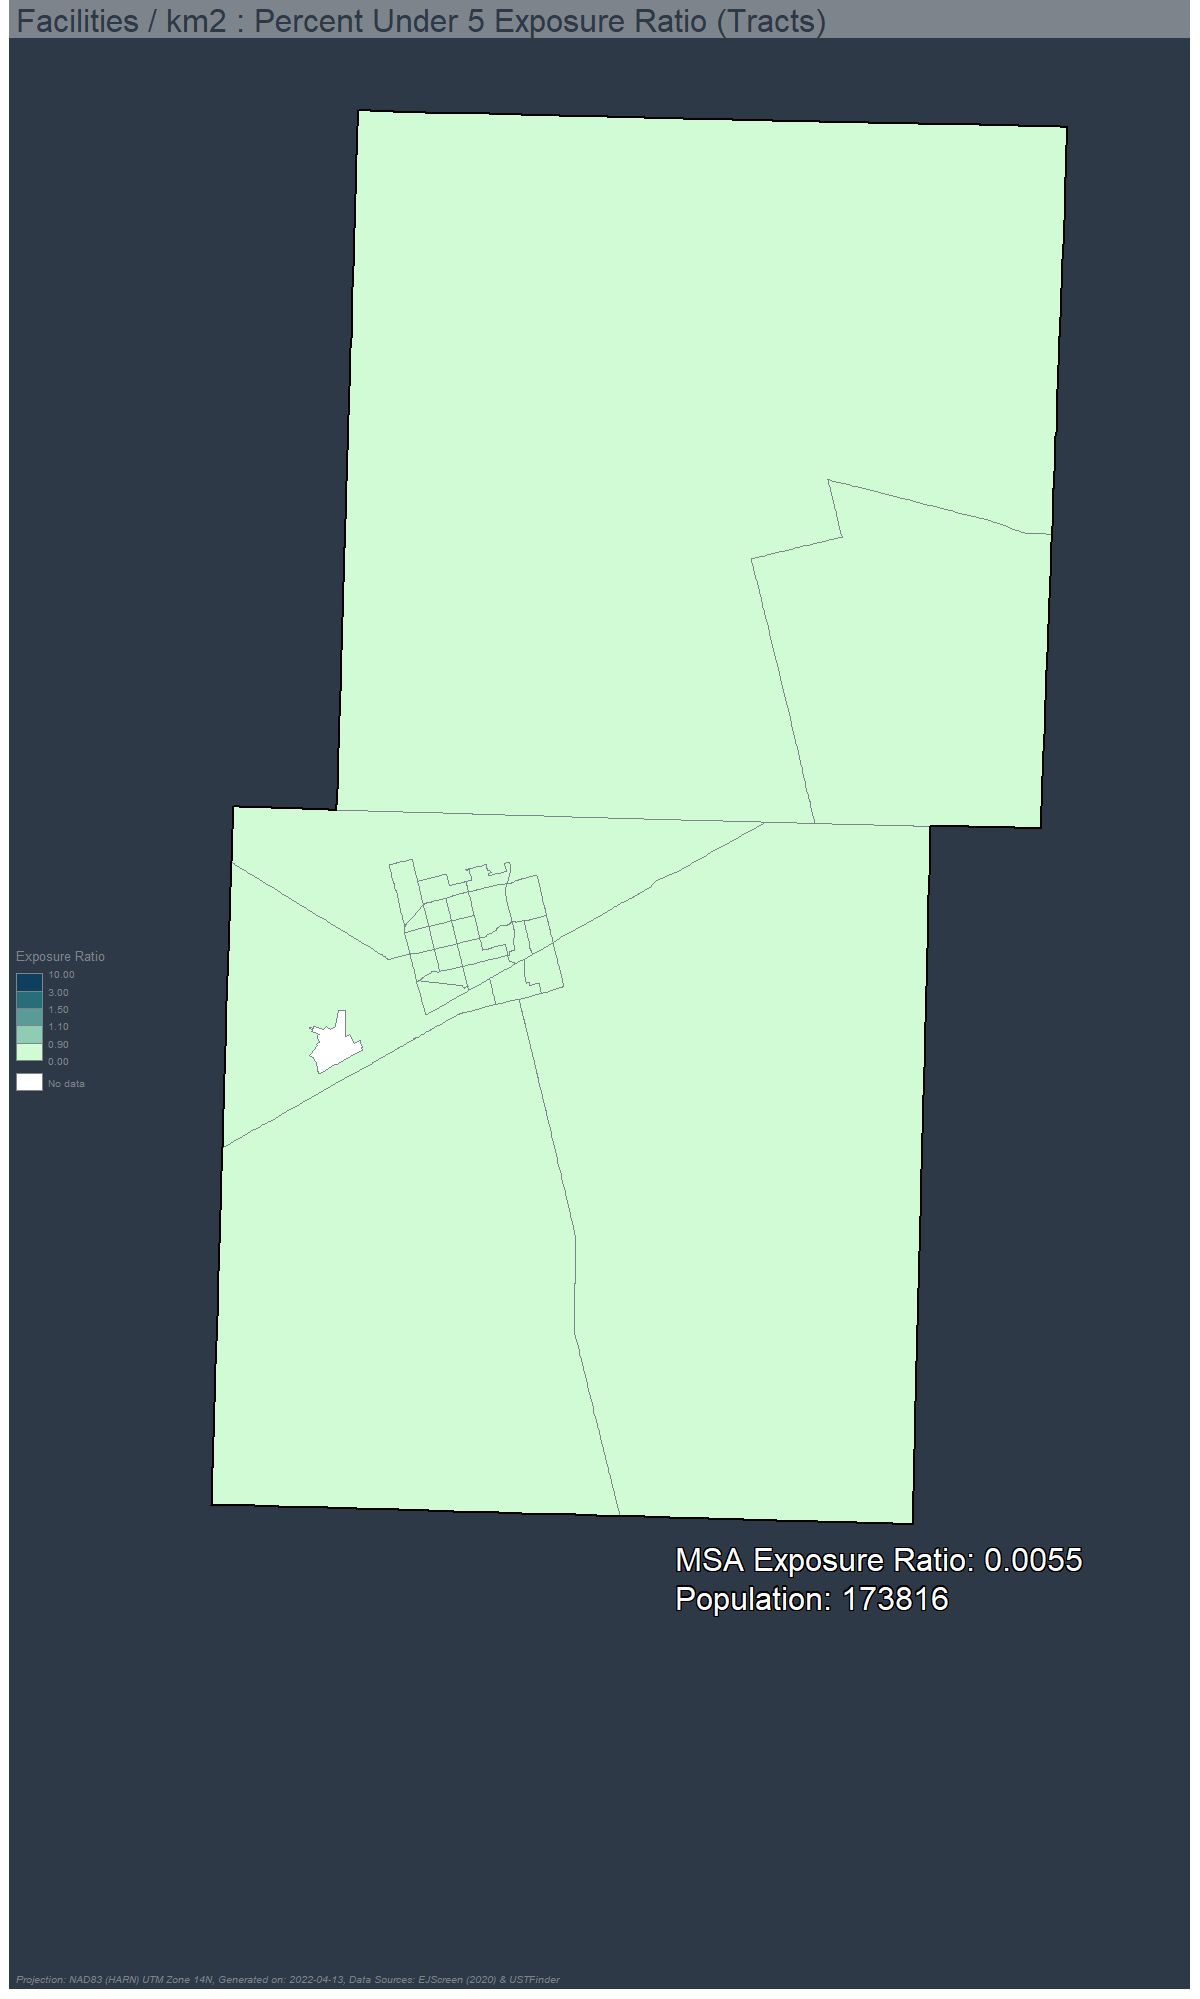 Facilities / km2 : Percent Under 5 Exposure Ratio (Tracts)
Exposure Ratio
10.00
3.00
1.50
1.10
0.90
0.00
No data
MSA Exposure Ratio: 0.0055
Population: 173816
Projection: NAD83 (HARN) UTM Zone 14N, Generated on: 2022-04-13, Data Sources: EJScreen (2020) & USTFinder